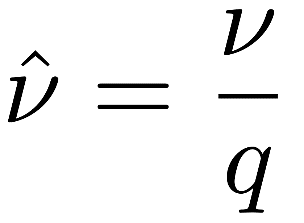 ν̂ = ν/q